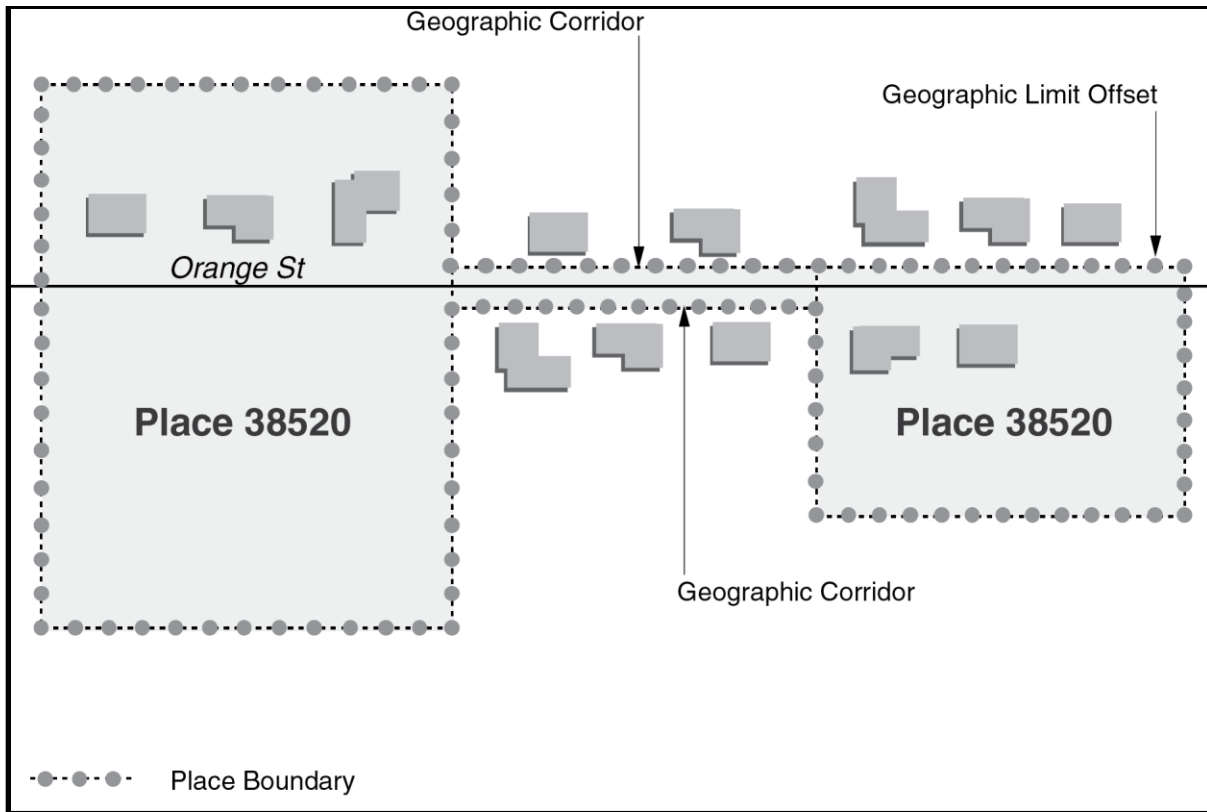 Geographic Corridor
Geographic Limit Offset
Orange St
Place 38520
Place 38520
Geographic Corridor
Place Boundary